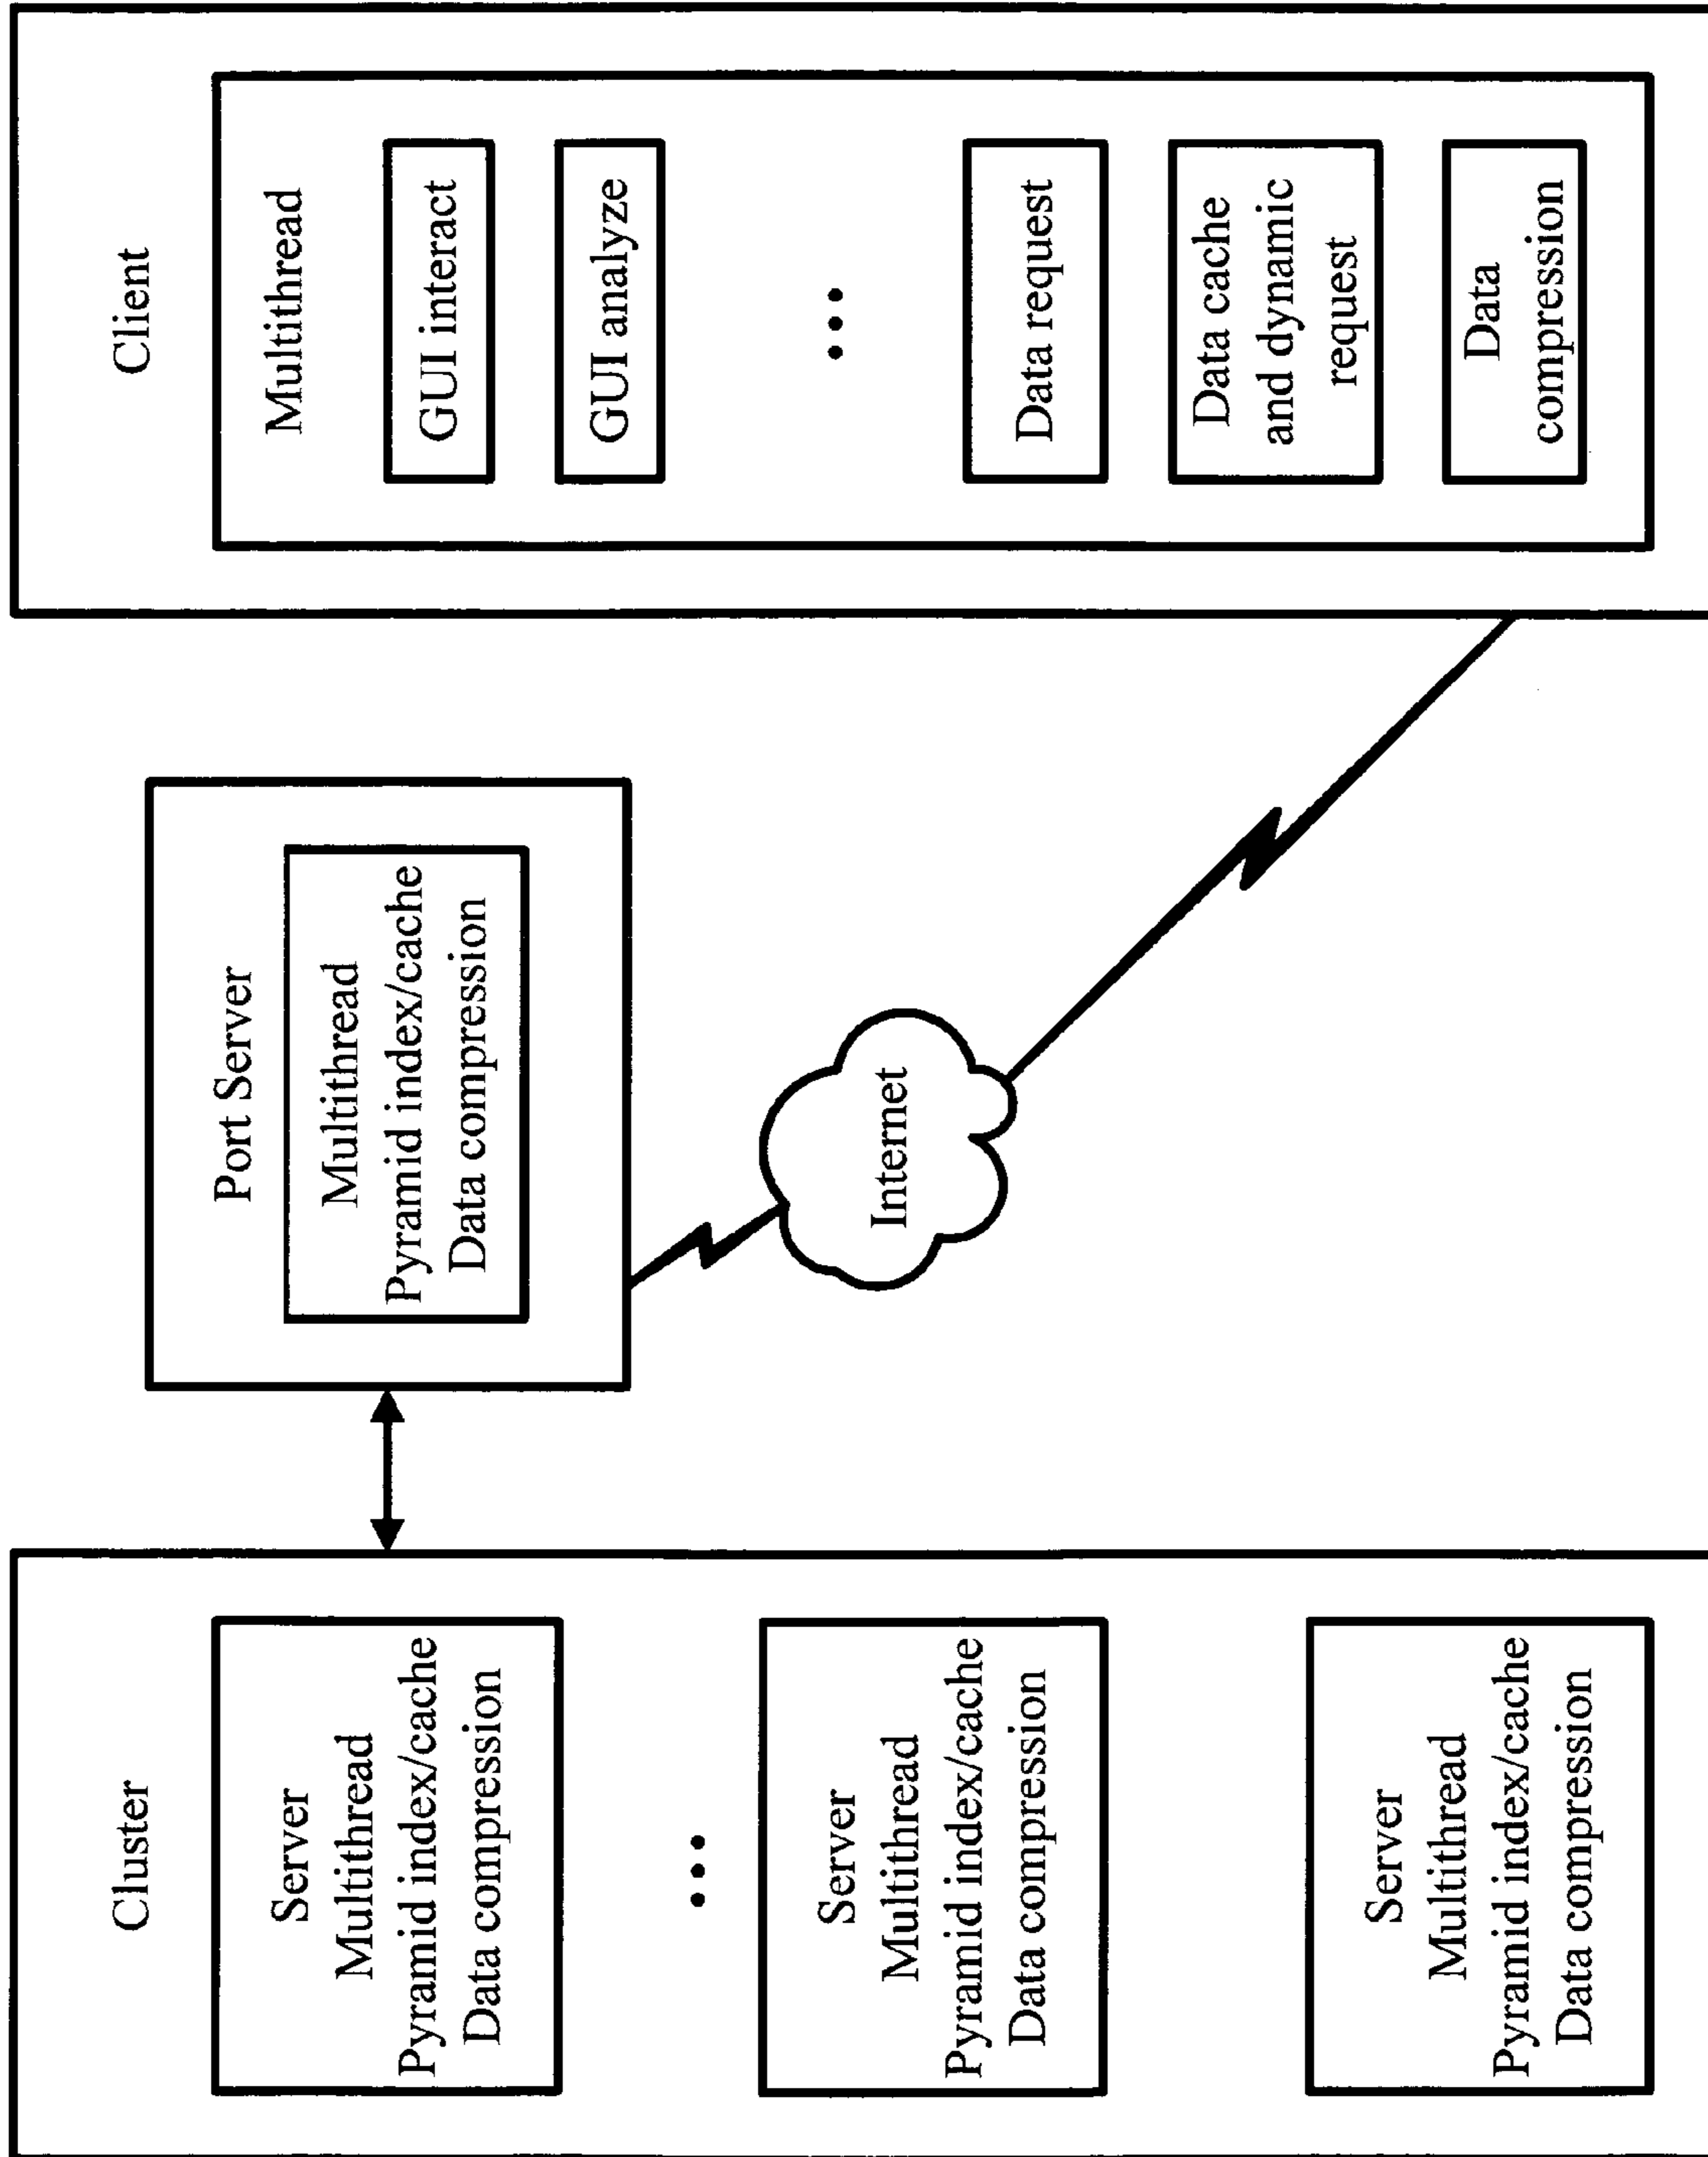 Cluster
Server
Multithread
Pyramid index/cache
Data compression
Server
Multithread
Pyramid index/cache
Data compression
Server
Multithread
Pyramid index/cache
Data compression
Port Server
Multithread
Pyramid index/cache
Data compression
Internet
Client
Multithread
GUI interact
GUI analyze
Data request
Data cache
and dynamic
request
Data
compression